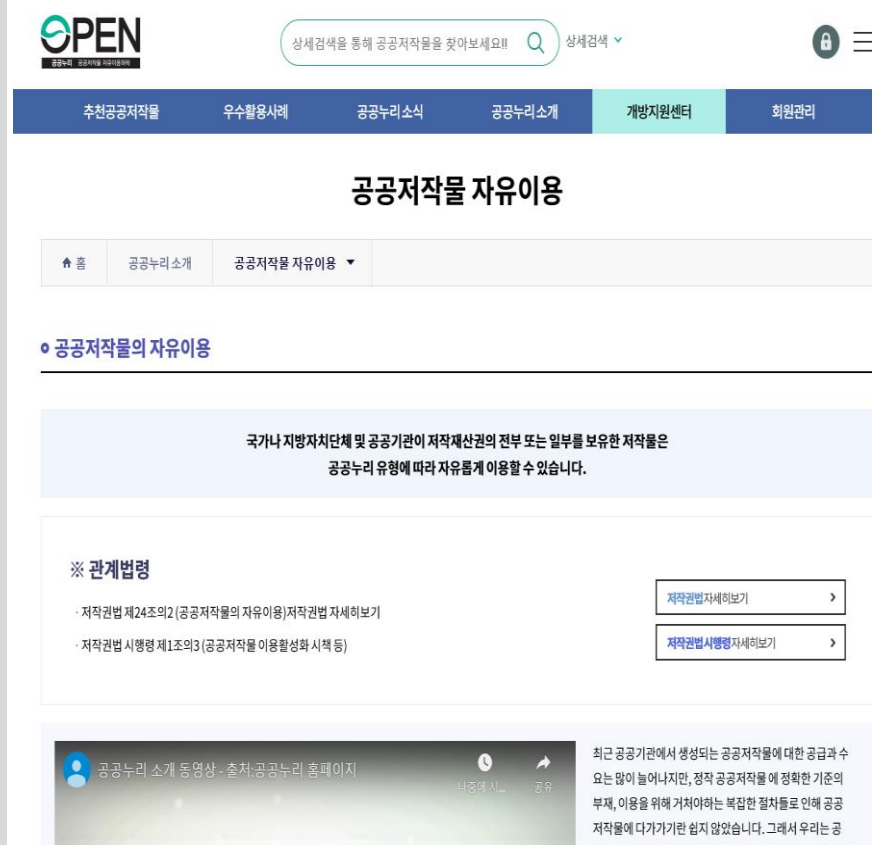 OPEN
공공누리 공공저작물 자유이용허락
상세검색을 통해 공공저작물을 찾아보세요!!
상세검색
추천공공저작물
우수활용사례
공공누리소식
공공누리소개
개방지원센터
회원관리
공공저작물 자유이용
홈
공공누리소개
공공저작물 자유이용
공공저작물의 자유이용
국가나 지방자치단체 및 공공기관이 저작재산권의 전부 또는 일부를 보유한 저작물은
공공누리 유형에 따라 자유롭게 이용할 수 있습니다.
※ 관계법령
· 저작권법 제24조의2 (공공저작물의 자유이용)저작권법 자세히보기
· 저작권법 시행령 제1조의3 (공공저작물 이용활성화 시책 등)
저작권법자세히보기
저작권법시행령자세히보기
공공누리 소개 동영상 - 출처:공공누리 홈페이지
나중에 시...
공유
최근 공공기관에서 생성되는 공공저작물에 대한 공급과 수
요는 많이 늘어나지만, 정작 공공저작물 에 정확한 기준의
부재, 이용을 위해 거쳐야하는 복잡한 절차들로 인해 공공
저작물에 다가가기란 쉽지 않았습니다. 그래서 우리는 공